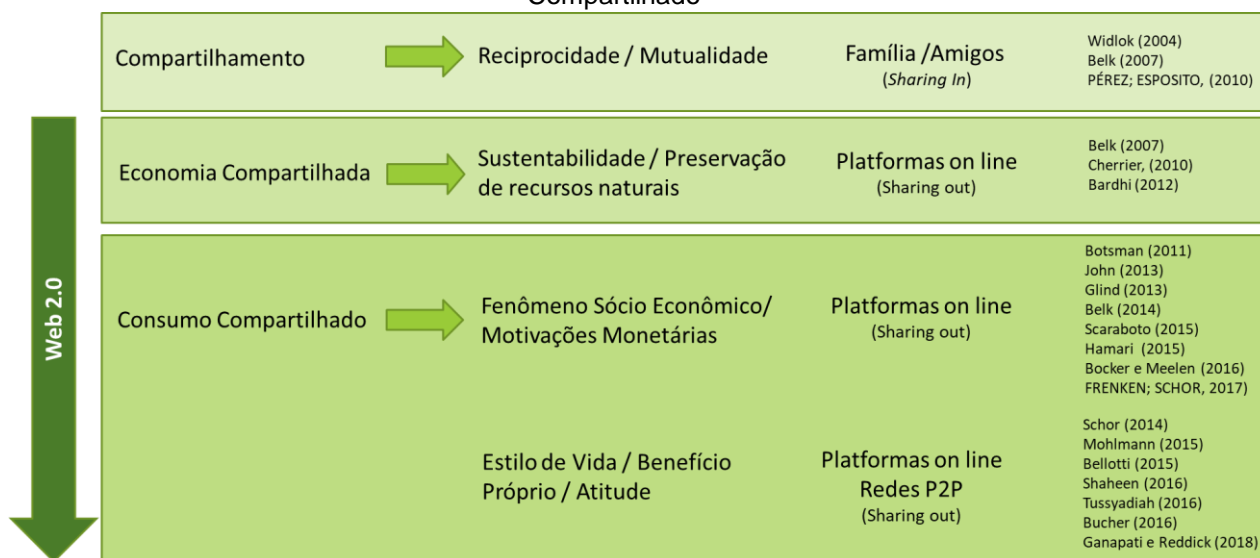 Compartilhado
Compartilhamento
Reciprocidade / Mutualidade
Família /Amigos
(Sharing In)
Widlok (2004)
Belk (2007)
PÉREZ; ESPOSITO, (2010)
Web 2.0
Economia Compartilhada
Sustentabilidade / Preservação
de recursos naturais
Platformas on line
(Sharing out)
Belk (2007)
Cherrier, (2010)
Bardhi (2012)
Consumo Compartilhado
Fenômeno Sócio Econômico/
Motivações Monetárias
Platformas on line
(Sharing out)
Botsman (2011)
John (2013)
Glind (2013)
Belk (2014)
Scaraboto (2015)
Hamari (2015)
Bocker e Meelen (2016)
FRENKEN; SCHOR, 2017)
Estilo de Vida / Benefício
Próprio / Atitude
Platformas on line
Redes P2P
(Sharing out)
Schor (2014)
Mohlmann (2015)
Bellotti (2015)
Shaheen (2016)
Tussyadiah (2016)
Bucher (2016)
Ganapati e Reddick (2018)